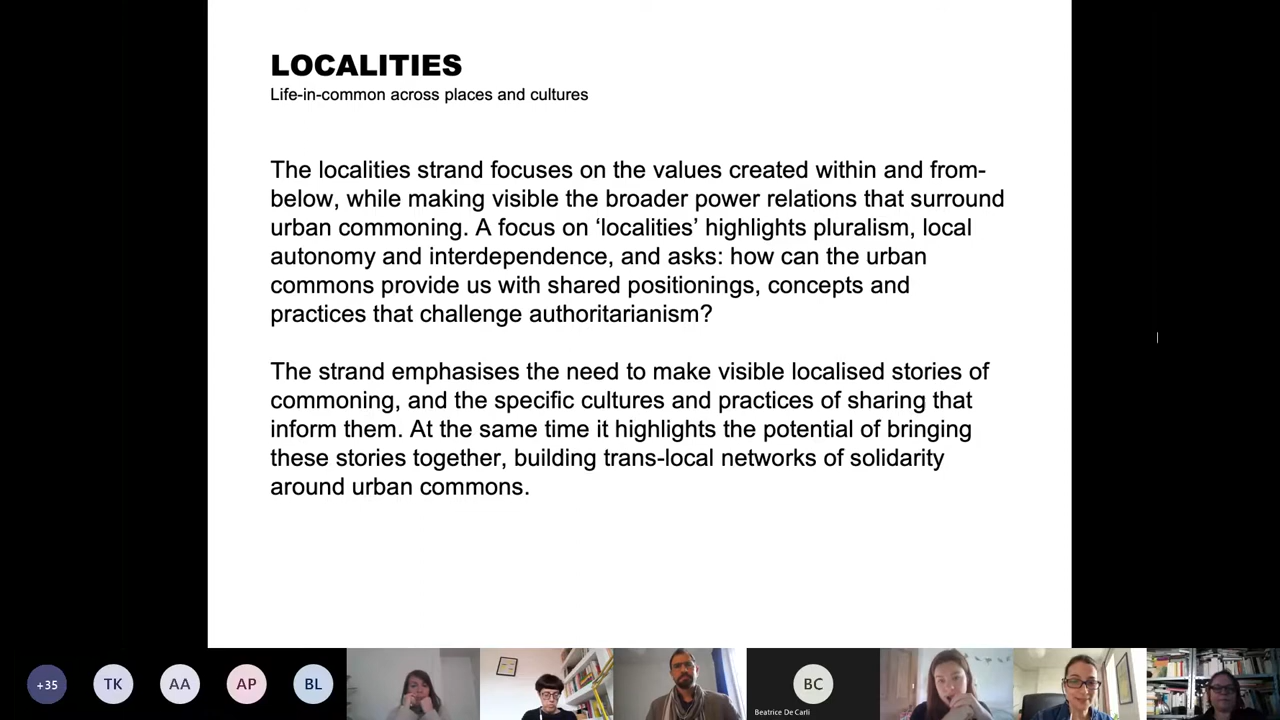 LOCALITIES
Life-in-common across places and cultures
The localities strand focuses on the values created within and from-
below, while making visible the broader power relations that surround
urban commoning. A focus on ‘localities’ highlights pluralism, local
autonomy and interdependence, and asks: how can the urban
commons provide us with shared positionings, concepts and
practices that challenge authoritarianism?
The strand emphasises the need to make visible localised stories of
commoning, and the specific cultures and practices of sharing that
inform them. At the same time it highlights the potential of bringing
these stories together, building trans-local networks of solidarity
around urban commons.
+35
TK
AA
AP
BL
BC
Beatrice De Carli